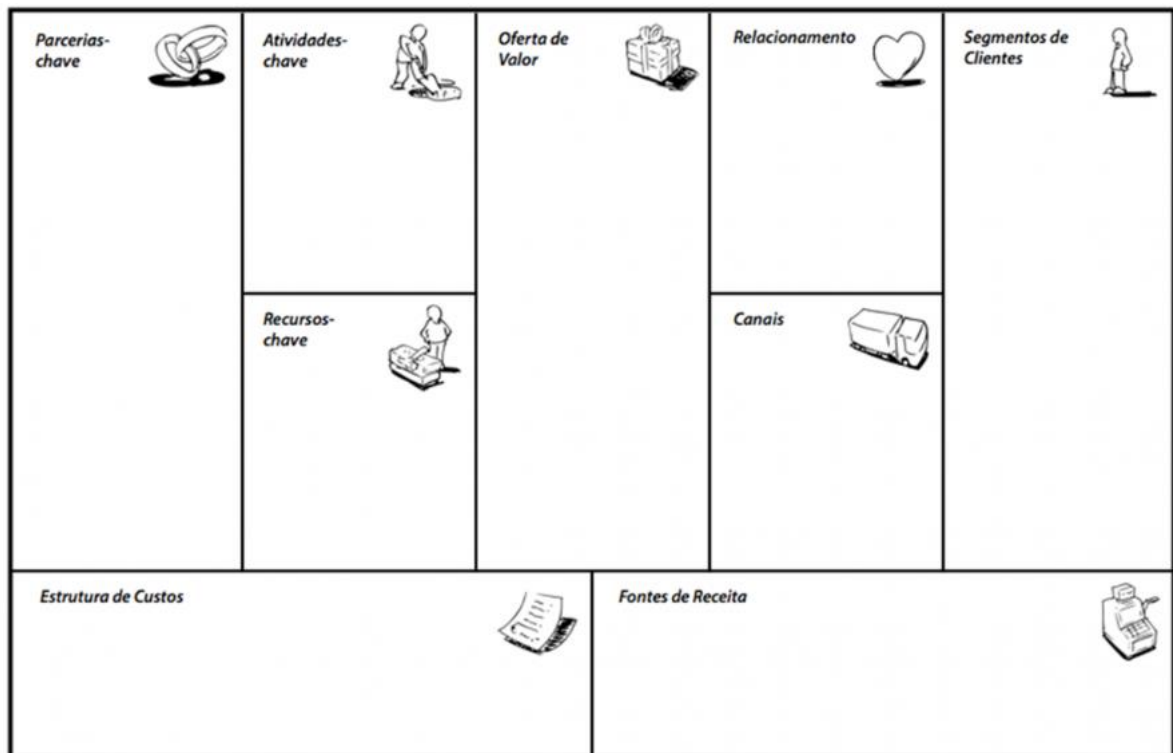 Parcerias-
chave
Atividades-
chave
Oferta de
Valor
Relacionamento
Segmentos de
Clientes
Recursos-
chave
Canais
Estrutura de Custos
Fontes de Receita